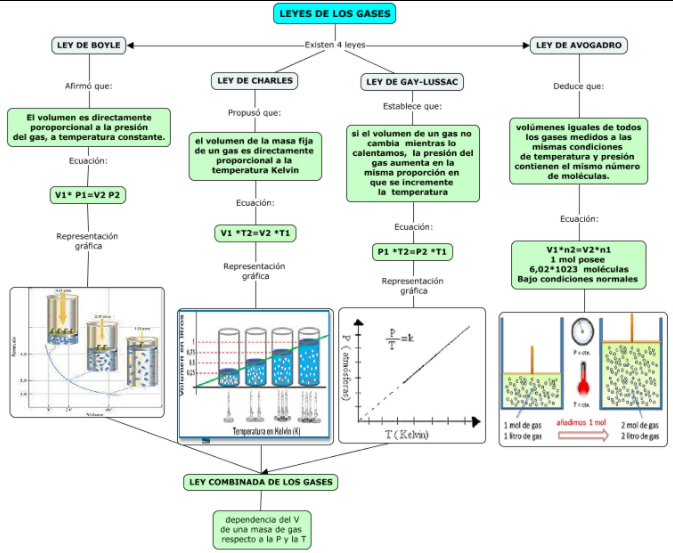 LEYES DE LOS GASES
Existen 4 leyes
LEY DE BOYLE
Afirmó que:
El volumen es directamente
poroporcional a la presión
del gas, a temperatura constante.
Ecuación:
V1* P1=V2 P2
Representación
gráfica
LEY DE CHARLES
Propusó que:
el volumen de la masa fija
de un gas es directamente
proporcional a la
temperatura Kelvin
Ecuación:
V1 *T2=V2 *T1
Representación
gráfica
Volumen en litros
1
0.75
0.5
0.25
Temperatura en Kelvin (K)
LEY DE GAY-LUSSAC
Establece que:
si el volumen de un gas no
cambia mientras lo
calentamos, la presión del
gas aumenta en la
misma proporción en
que se incremente
la temperatura
Ecuación:
P1 *T2=P2 *T1
Representación
gráfica
P ( atmósferas)
P
T =k
T ( Kelvin)
LEY DE AVOGADRO
Deduce que:
volúmenes iguales de todos
los gases medidos a las
mismas condiciones
de temperatura y presión
contienen el mismo número
de moléculas.
Ecuación:
V1*n2=V2*n1
1 mol posee
6,02*1023 moléculas
Bajo condiciones normales
P = cte.
T = cte.
1 mol de gas
1 litro de gas
añadimos 1 mol
2 mol de gas
2 litro de gas
LEY COMBINADA DE LOS GASES
dependencia del V
de una masa de gas
respecto a la P y la T